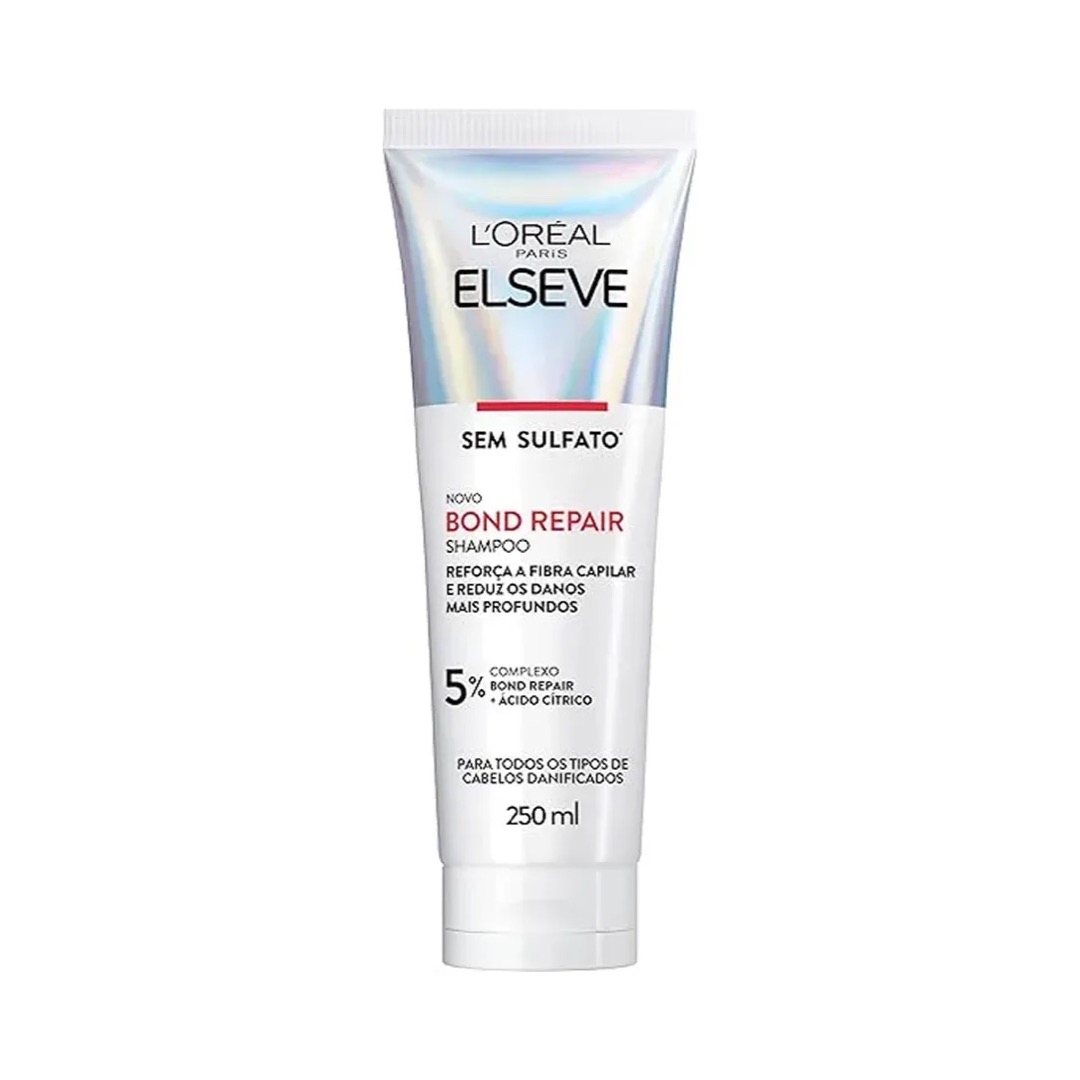 L'ORÉAL
PARIS
ELSEVE
SEM SULFATO*
NOVO
BOND REPAIR
SHAMPOO
REFORÇA A FIBRA CAPILAR
E REDUZ OS DANOS
MAIS PROFUNDOS
5% COMPLEXO
BOND REPAIR
+ ÁCIDO CÍTRICO
PARA TODOS OS TIPOS DE
CABELOS DANIFICADOS
250 ml